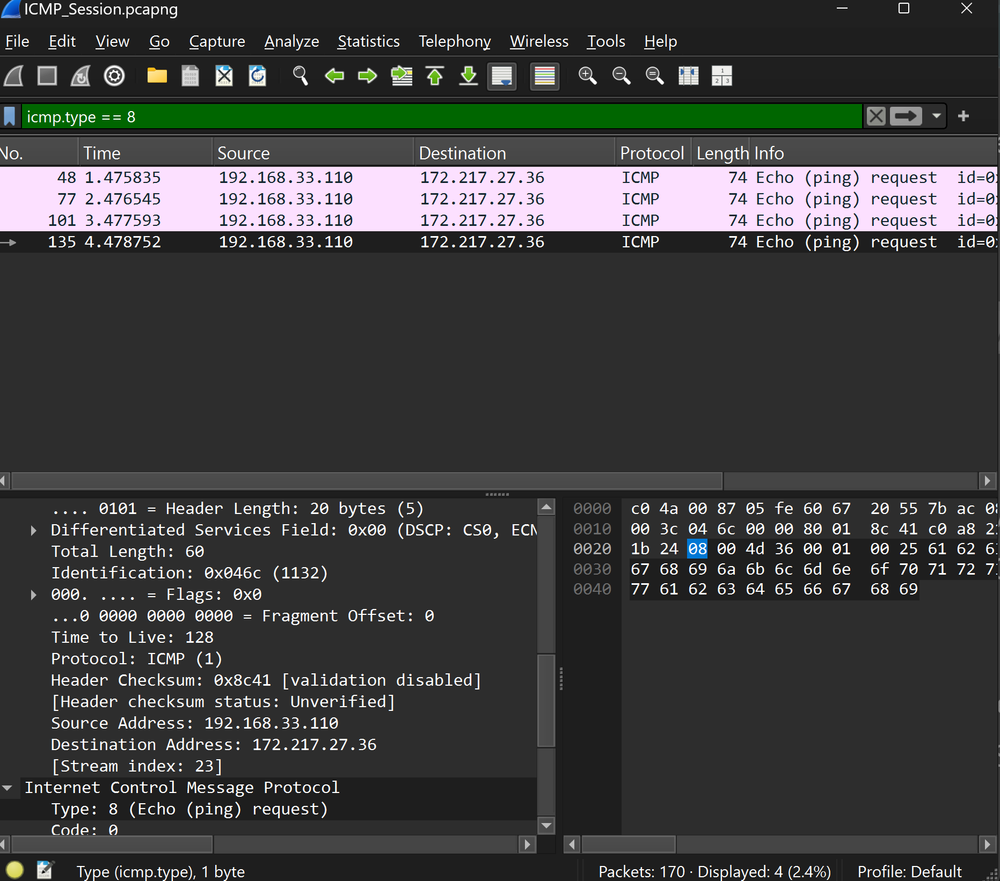 ICMP_Session.pcapng
File Edit View Go Capture Analyze Statistics Telephony Wireless Tools Help
icmp.type == 8
No. Time Source Destination Protocol Length Info
48 1.475835 192.168.33.110 172.217.27.36 ICMP 74 Echo (ping) request id=0
77 2.476545 192.168.33.110 172.217.27.36 ICMP 74 Echo (ping) request id=0
101 3.477593 192.168.33.110 172.217.27.36 ICMP 74 Echo (ping) request id=0
135 4.478752 192.168.33.110 172.217.27.36 ICMP 74 Echo (ping) request id=0
.... 0101 = Header Length: 20 bytes (5)
Differentiated Services Field: 0x00 (DSCP: CS0, ECN
Total Length: 60
Identification: 0x046c (1132)
000. .... = Flags: 0x0
...0 0000 0000 0000 = Fragment Offset: 0
Time to Live: 128
Protocol: ICMP (1)
Header Checksum: 0x8c41 [validation disabled]
[Header checksum status: Unverified]
Source Address: 192.168.33.110
Destination Address: 172.217.27.36
[Stream index: 23]
Internet Control Message Protocol
Type: 8 (Echo (ping) request)
Code: 0
0000 c0 4a 00 87 05 fe 60 67 20 55 7b ac 08
0010 00 3c 04 6c 00 00 80 01 8c 41 c0 a8 2
0020 1b 24 08 00 4d 36 00 01 00 25 61 62 6
0030 67 68 69 6a 6b 6c 6d 6e 6f 70 71 72 7
0040 77 61 62 63 64 65 66 67 68 69
Type (icmp.type), 1 byte
Packets: 170 · Displayed: 4 (2.4%)
Profile: Default